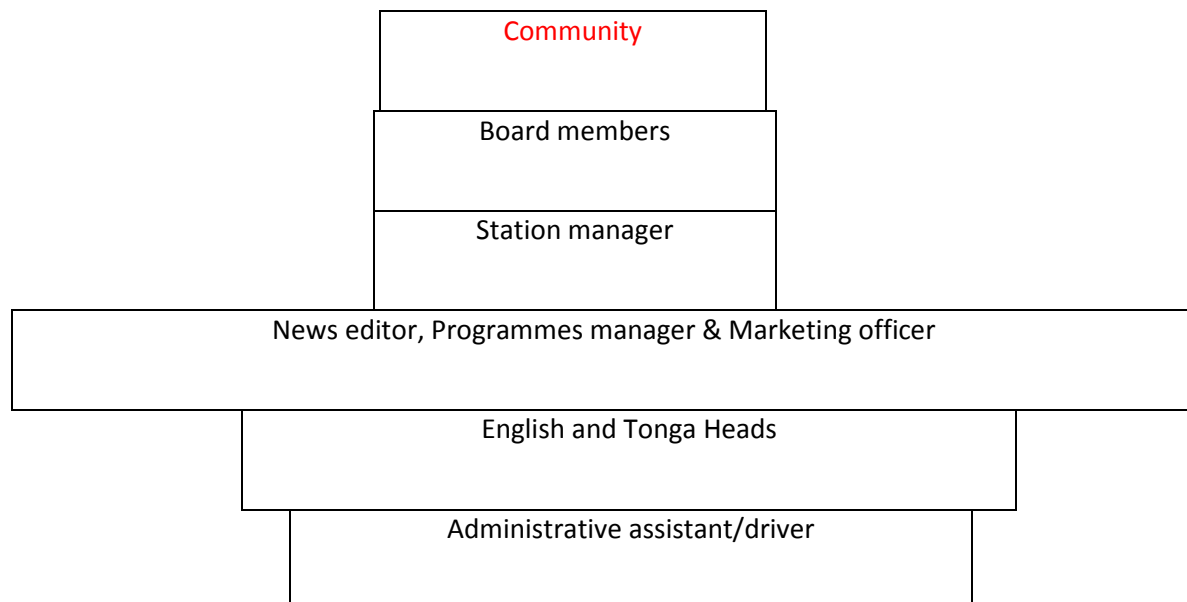 Community
Board members
Station manager
News editor, Programmes manager & Marketing officer
English and Tonga Heads
Administrative assistant/driver